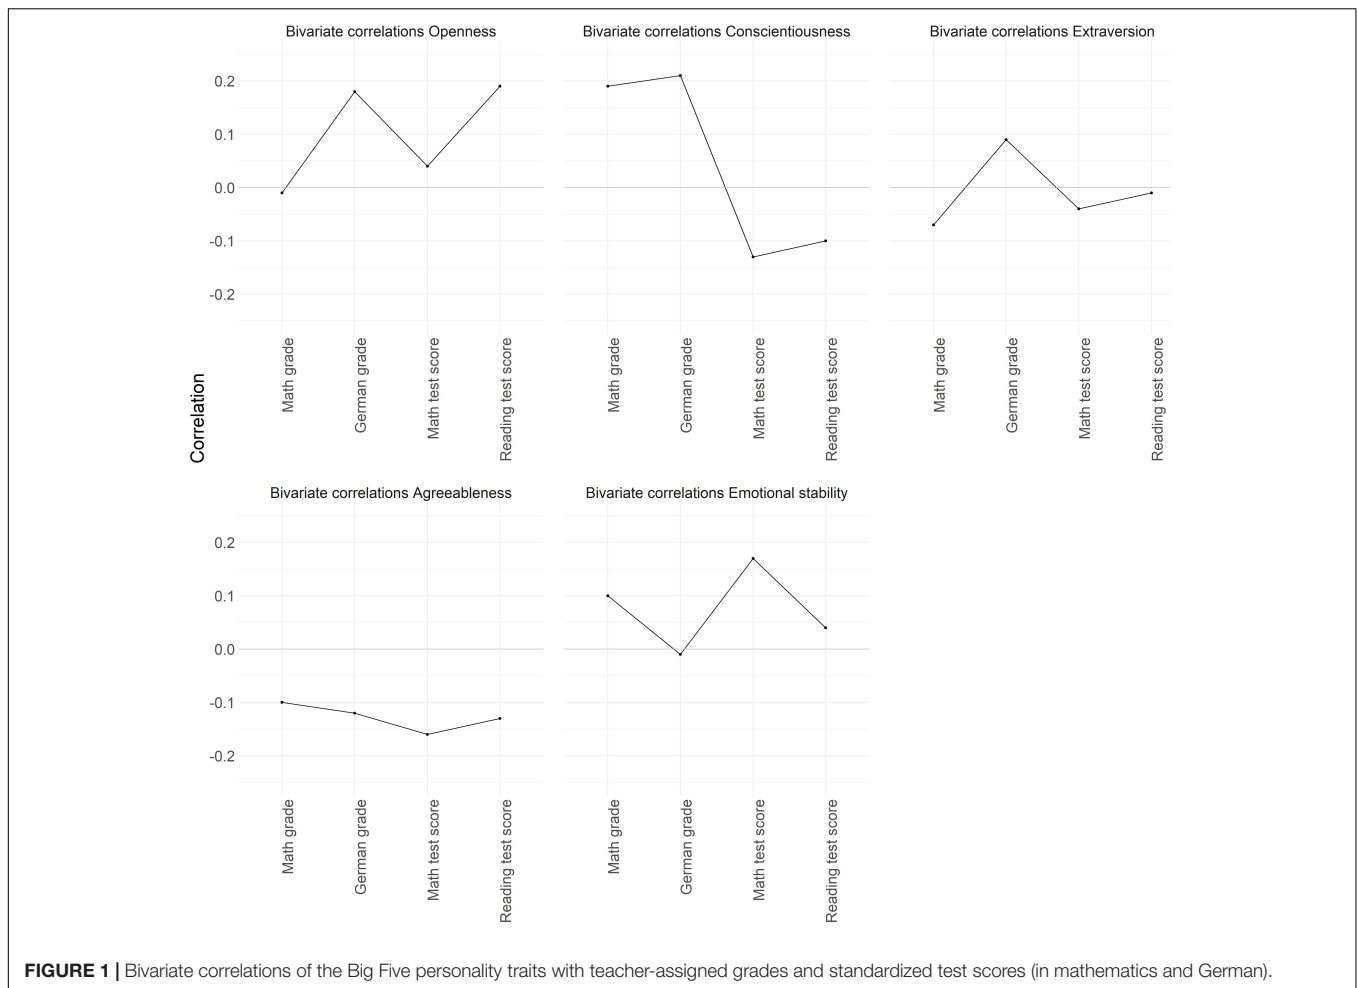 Bivariate correlations Openness
Bivariate correlations Conscientiousness
Bivariate correlations Extraversion
0.2
0.1
0.0
-0.1
-0.2
Math grade
German grade
Math test score
Reading test score
Math grade
German grade
Math test score
Reading test score
Math grade
German grade
Math test score
Reading test score
Correlation
Bivariate correlations Agreeableness
Bivariate correlations Emotional stability
0.2
0.1
0.0
-0.1
-0.2
Math grade
German grade
Math test score
Reading test score
Math grade
German grade
Math test score
Reading test score
FIGURE 1 | Bivariate correlations of the Big Five personality traits with teacher-assigned grades and standardized test scores (in mathematics and German).